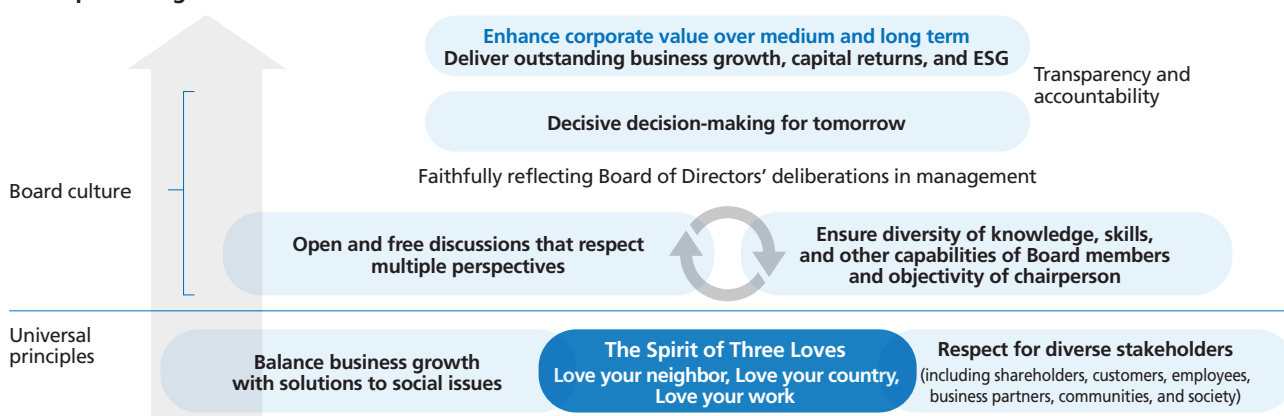 Enhance corporate value over medium and long term
Deliver outstanding business growth, capital returns, and ESG
Transparency and
accountability
Decisive decision-making for tomorrow
Faithfully reflecting Board of Directors’ deliberations in management
Board culture
Open and free discussions that respect
multiple perspectives
Ensure diversity of knowledge, skills,
and other capabilities of Board members
and objectivity of chairperson
Universal
principles
Balance business growth
with solutions to social issues
The Spirit of Three Loves
Love your neighbor, Love your country,
Love your work
Respect for diverse stakeholders
(including shareholders, customers, employees,
business partners, communities, and society)